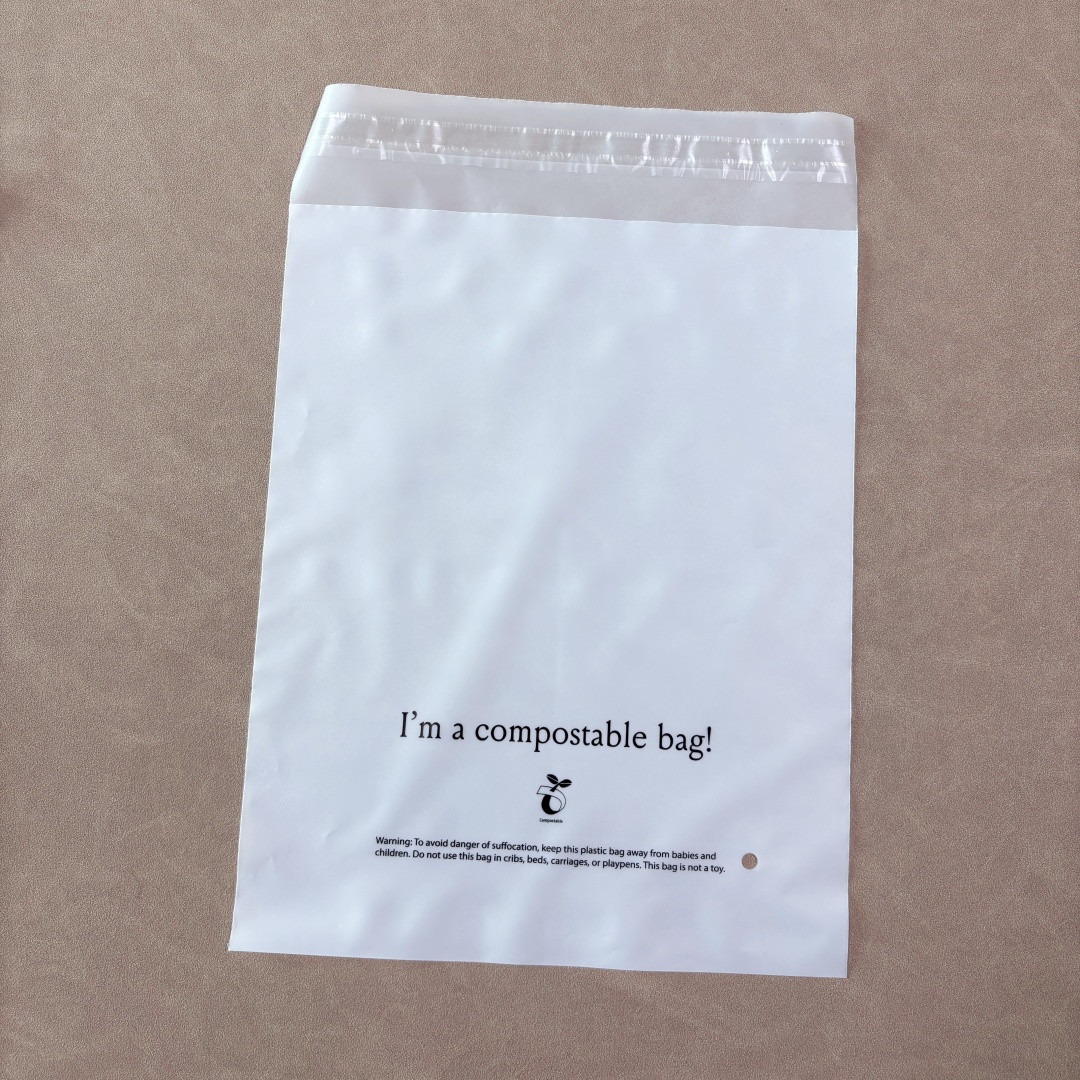 I’m a compostable bag!
Compostable
Warning: To avoid danger of suffocation, keep this plastic bag away from babies and
children. Do not use this bag in cribs, beds, carriages, or playpens. This bag is not a toy.